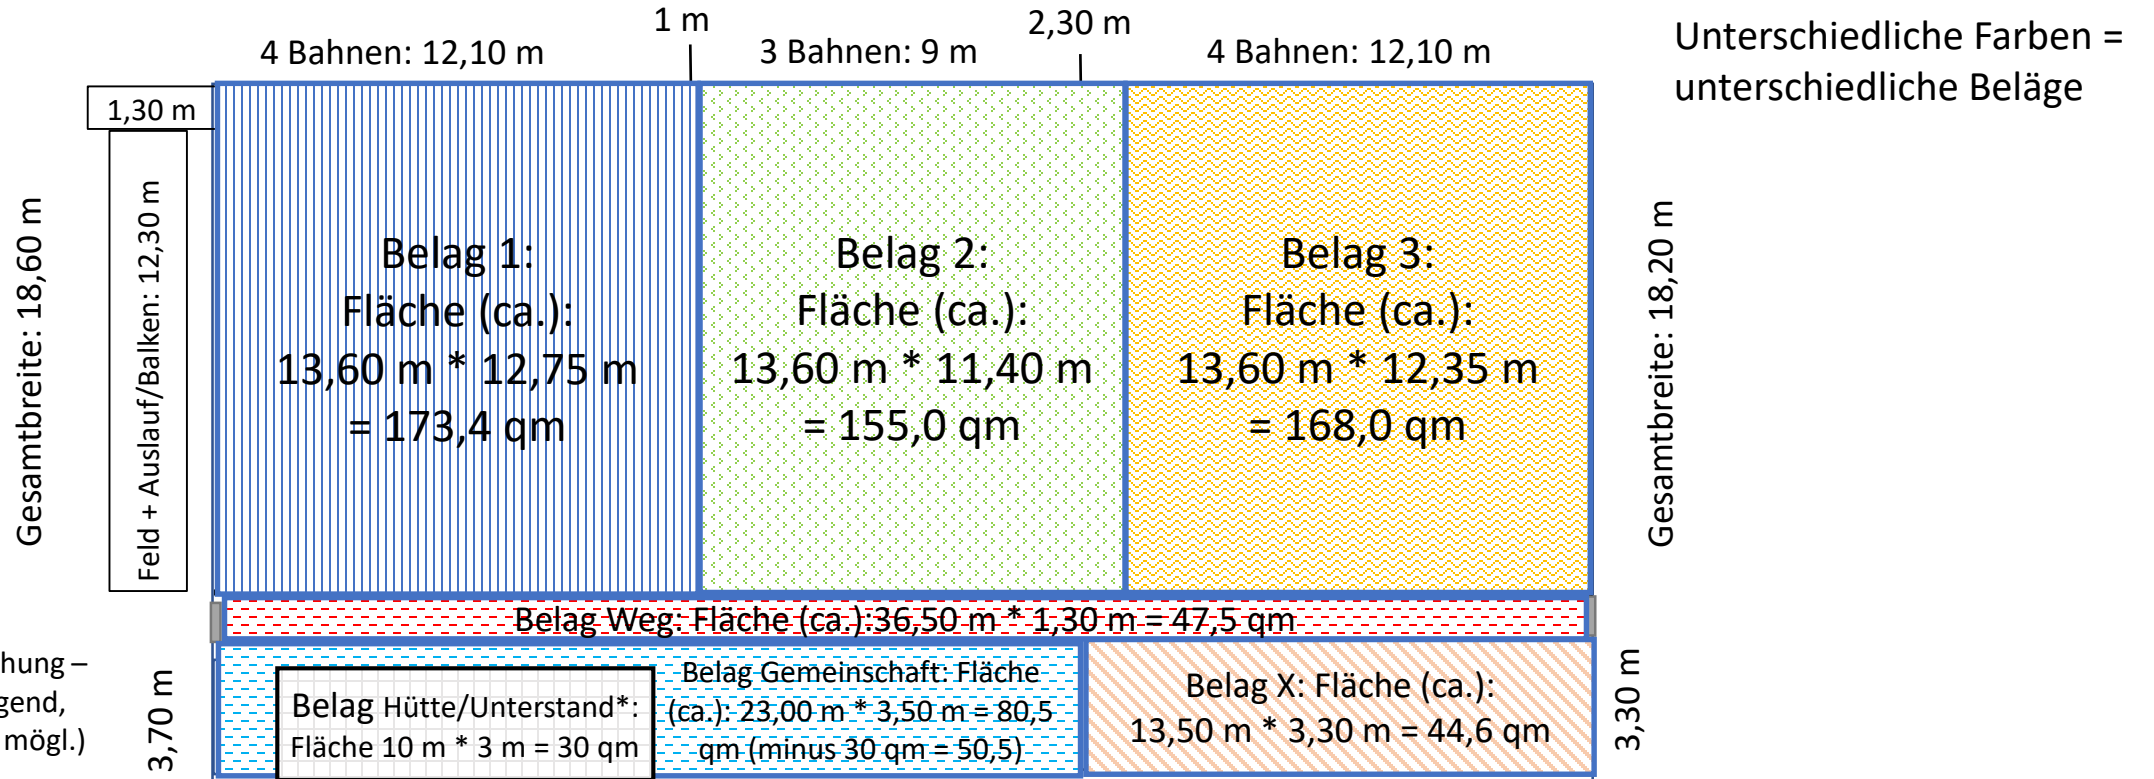 1 m
2,30 m
4 Bahnen: 12,10 m
3 Bahnen: 9 m
4 Bahnen: 12,10 m
Unterschiedliche Farben =
unterschiedliche Beläge
1,30 m
Gesamtbreite: 18,60 m
Feld + Auslauf/Balken: 12,30 m
Belag 1:
Fläche (ca.):
13,60 m * 12,75 m
= 173,4 qm
Belag 2:
Fläche (ca.):
13,60 m * 11,40 m
= 155,0 qm
Belag 3:
Fläche (ca.):
13,60 m * 12,35 m
= 168,0 qm
Gesamtbreite: 18,20 m
Belag Weg: Fläche (ca.):36,50 m * 1,30 m = 47,5 qm
hung –
gend,
mögl.)
3,70 m
Belag Hütte/Unterstand*:
Fläche 10 m * 3 m = 30 qm
Belag Gemeinschaft: Fläche
(ca.): 23,00 m * 3,50 m = 80,5
qm (minus 30 qm = 50,5)
Belag X: Fläche (ca.):
13,50 m * 3,30 m = 44,6 qm
3,30 m